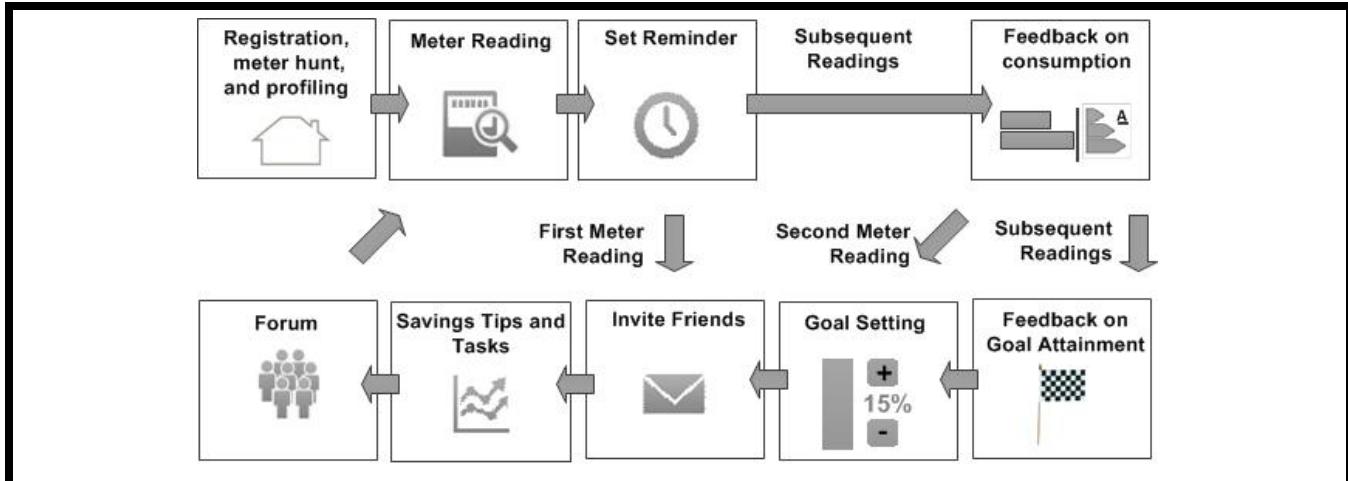 Registration,
meter hunt,
and profiling
Meter Reading
Set Reminder
Subsequent
Readings
Feedback on
consumption
A
First Meter
Reading
Second Meter
Reading
Subsequent
Readings
Forum
Savings Tips and
Tasks
Invite Friends
Goal Setting
+
15%
-
Feedback on
Goal Attainment